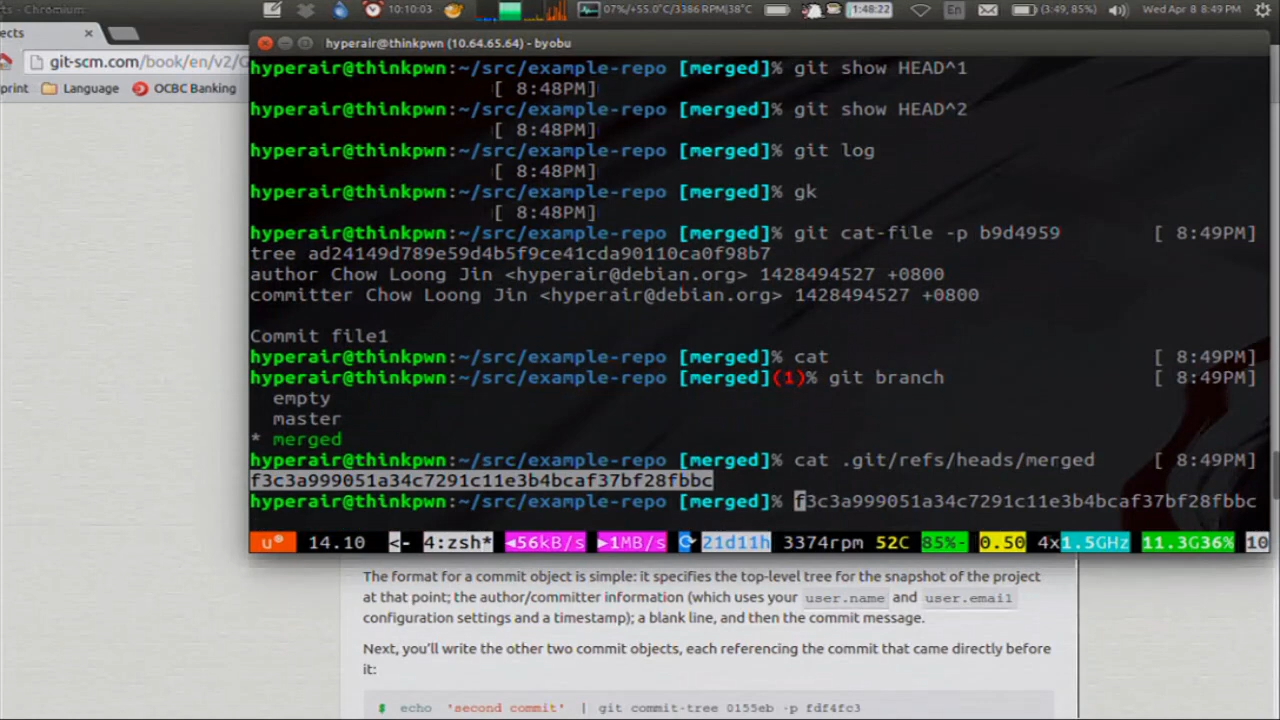 ts - Chromium 10:10:03 07%/+55.0°C/3386 RPM/38°C 1:48:22 En (3:49, 85%) Wed Apr 8 8:49 PM
ects
git-scm.com/book/en/v2/G
print Language OCBC Banking
hyperair@thinkpwn (10.64.65.64) - byobu
hyperair@thinkpwn:~/src/example-repo [merged]% git show HEAD^1
[ 8:48PM]
hyperair@thinkpwn:~/src/example-repo [merged]% git show HEAD^2
[ 8:48PM]
hyperair@thinkpwn:~/src/example-repo [merged]% git log
[ 8:48PM]
hyperair@thinkpwn:~/src/example-repo [merged]% gk
[ 8:48PM]
hyperair@thinkpwn:~/src/example-repo [merged]% git cat-file -p b9d4959 [ 8:49PM]
tree ad24149d789e59d4b5f9ce41cda90110ca0f98b7
author Chow Loong Jin <hyperair@debian.org> 1428494527 +0800
committer Chow Loong Jin <hyperair@debian.org> 1428494527 +0800
Commit file1
hyperair@thinkpwn:~/src/example-repo [merged]% cat [ 8:49PM]
hyperair@thinkpwn:~/src/example-repo [merged](1)% git branch [ 8:49PM]
empty
master
* merged
hyperair@thinkpwn:~/src/example-repo [merged]% cat .git/refs/heads/merged [ 8:49PM]
f3c3a999051a34c7291c11e3b4bcaf37bf28fbbc
hyperair@thinkpwn:~/src/example-repo [merged]% f3c3a999051a34c7291c11e3b4bcaf37bf28fbbc
u 14.10 <- 4:zsh* 56kB/s 1MB/s 21d11h 3374rpm 52C 85%- 0.50 4x1.5GHz 11.3G36% 10
The format for a commit object is simple: it specifies the top-level tree for the snapshot of the project
at that point; the author/committer information (which uses your user.name and user.email
configuration settings and a timestamp); a blank line, and then the commit message.
Next, you'll write the other two commit objects, each referencing the commit that came directly before
it:
$ echo 'second commit' | git commit-tree 0155eb -p fdf4fc3